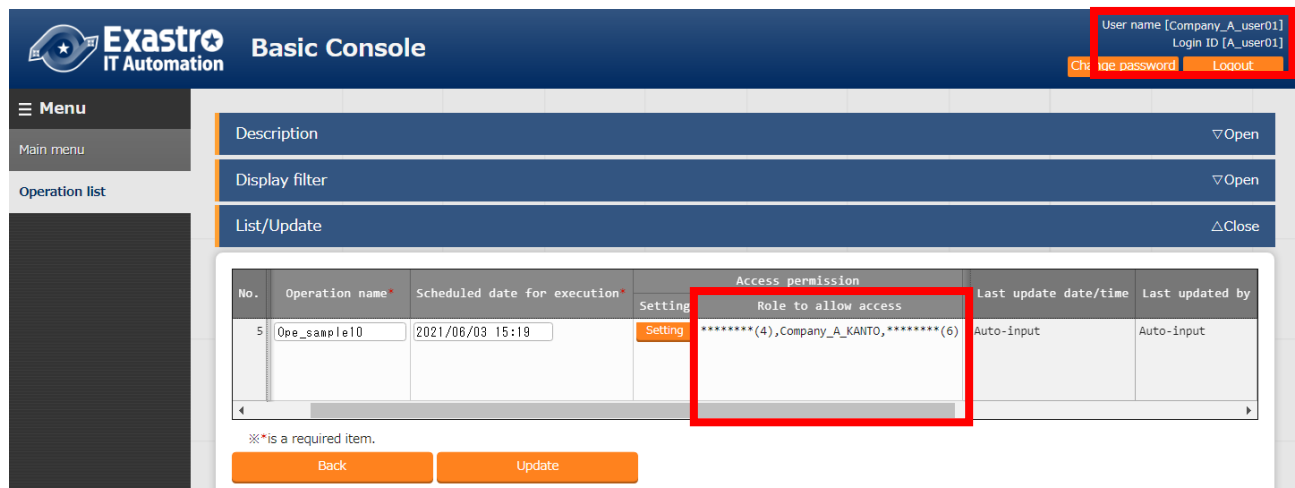 Exastro
IT Automation
Basic Console
User name [Company_A_user01]
Login ID [A_user01]
Change password
Logout
☰ Menu
Main menu
Operation list
Description
▽Open
Display filter
▽Open
List/Update
△Close
No.
Operation name*
Scheduled date for execution*
Access permission
Setting
Role to allow access
Last update date/time
Last updated by
5
Ope_sample10
2021/06/03 15:19
Setting
********(4),Company_A_KANTO,********(6)
Auto-input
Auto-input
※*is a required item.
Back
Update